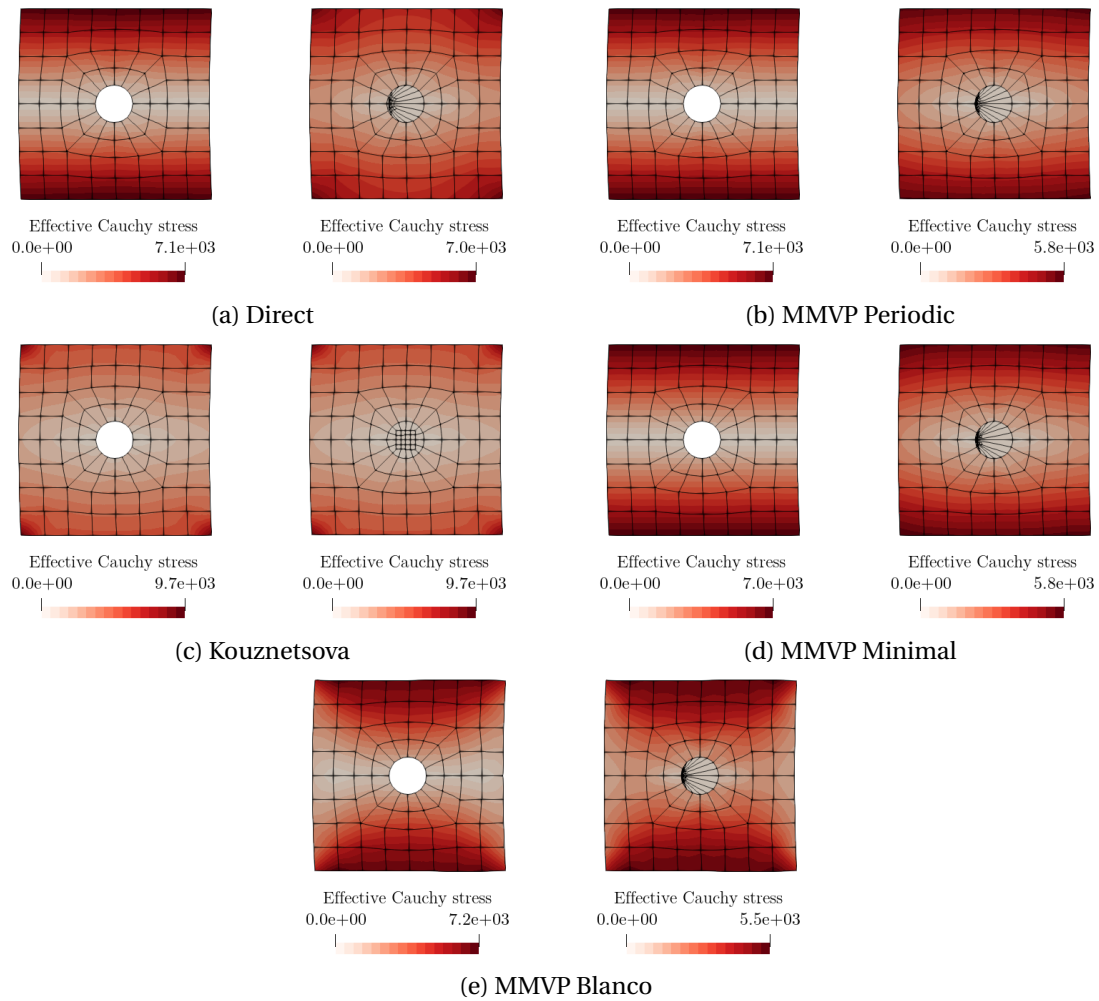 Effective Cauchy stress
0.0e+00 7.1e+03
Effective Cauchy stress
0.0e+00 7.0e+03
(a) Direct
Effective Cauchy stress
0.0e+00 7.1e+03
Effective Cauchy stress
0.0e+00 5.8e+03
(b) MMVP Periodic
Effective Cauchy stress
0.0e+00 9.7e+03
Effective Cauchy stress
0.0e+00 9.7e+03
(c) Kouznetsova
Effective Cauchy stress
0.0e+00 7.0e+03
Effective Cauchy stress
0.0e+00 5.8e+03
(d) MMVP Minimal
Effective Cauchy stress
0.0e+00 7.2e+03
Effective Cauchy stress
0.0e+00 5.5e+03
(e) MMVP Blanco